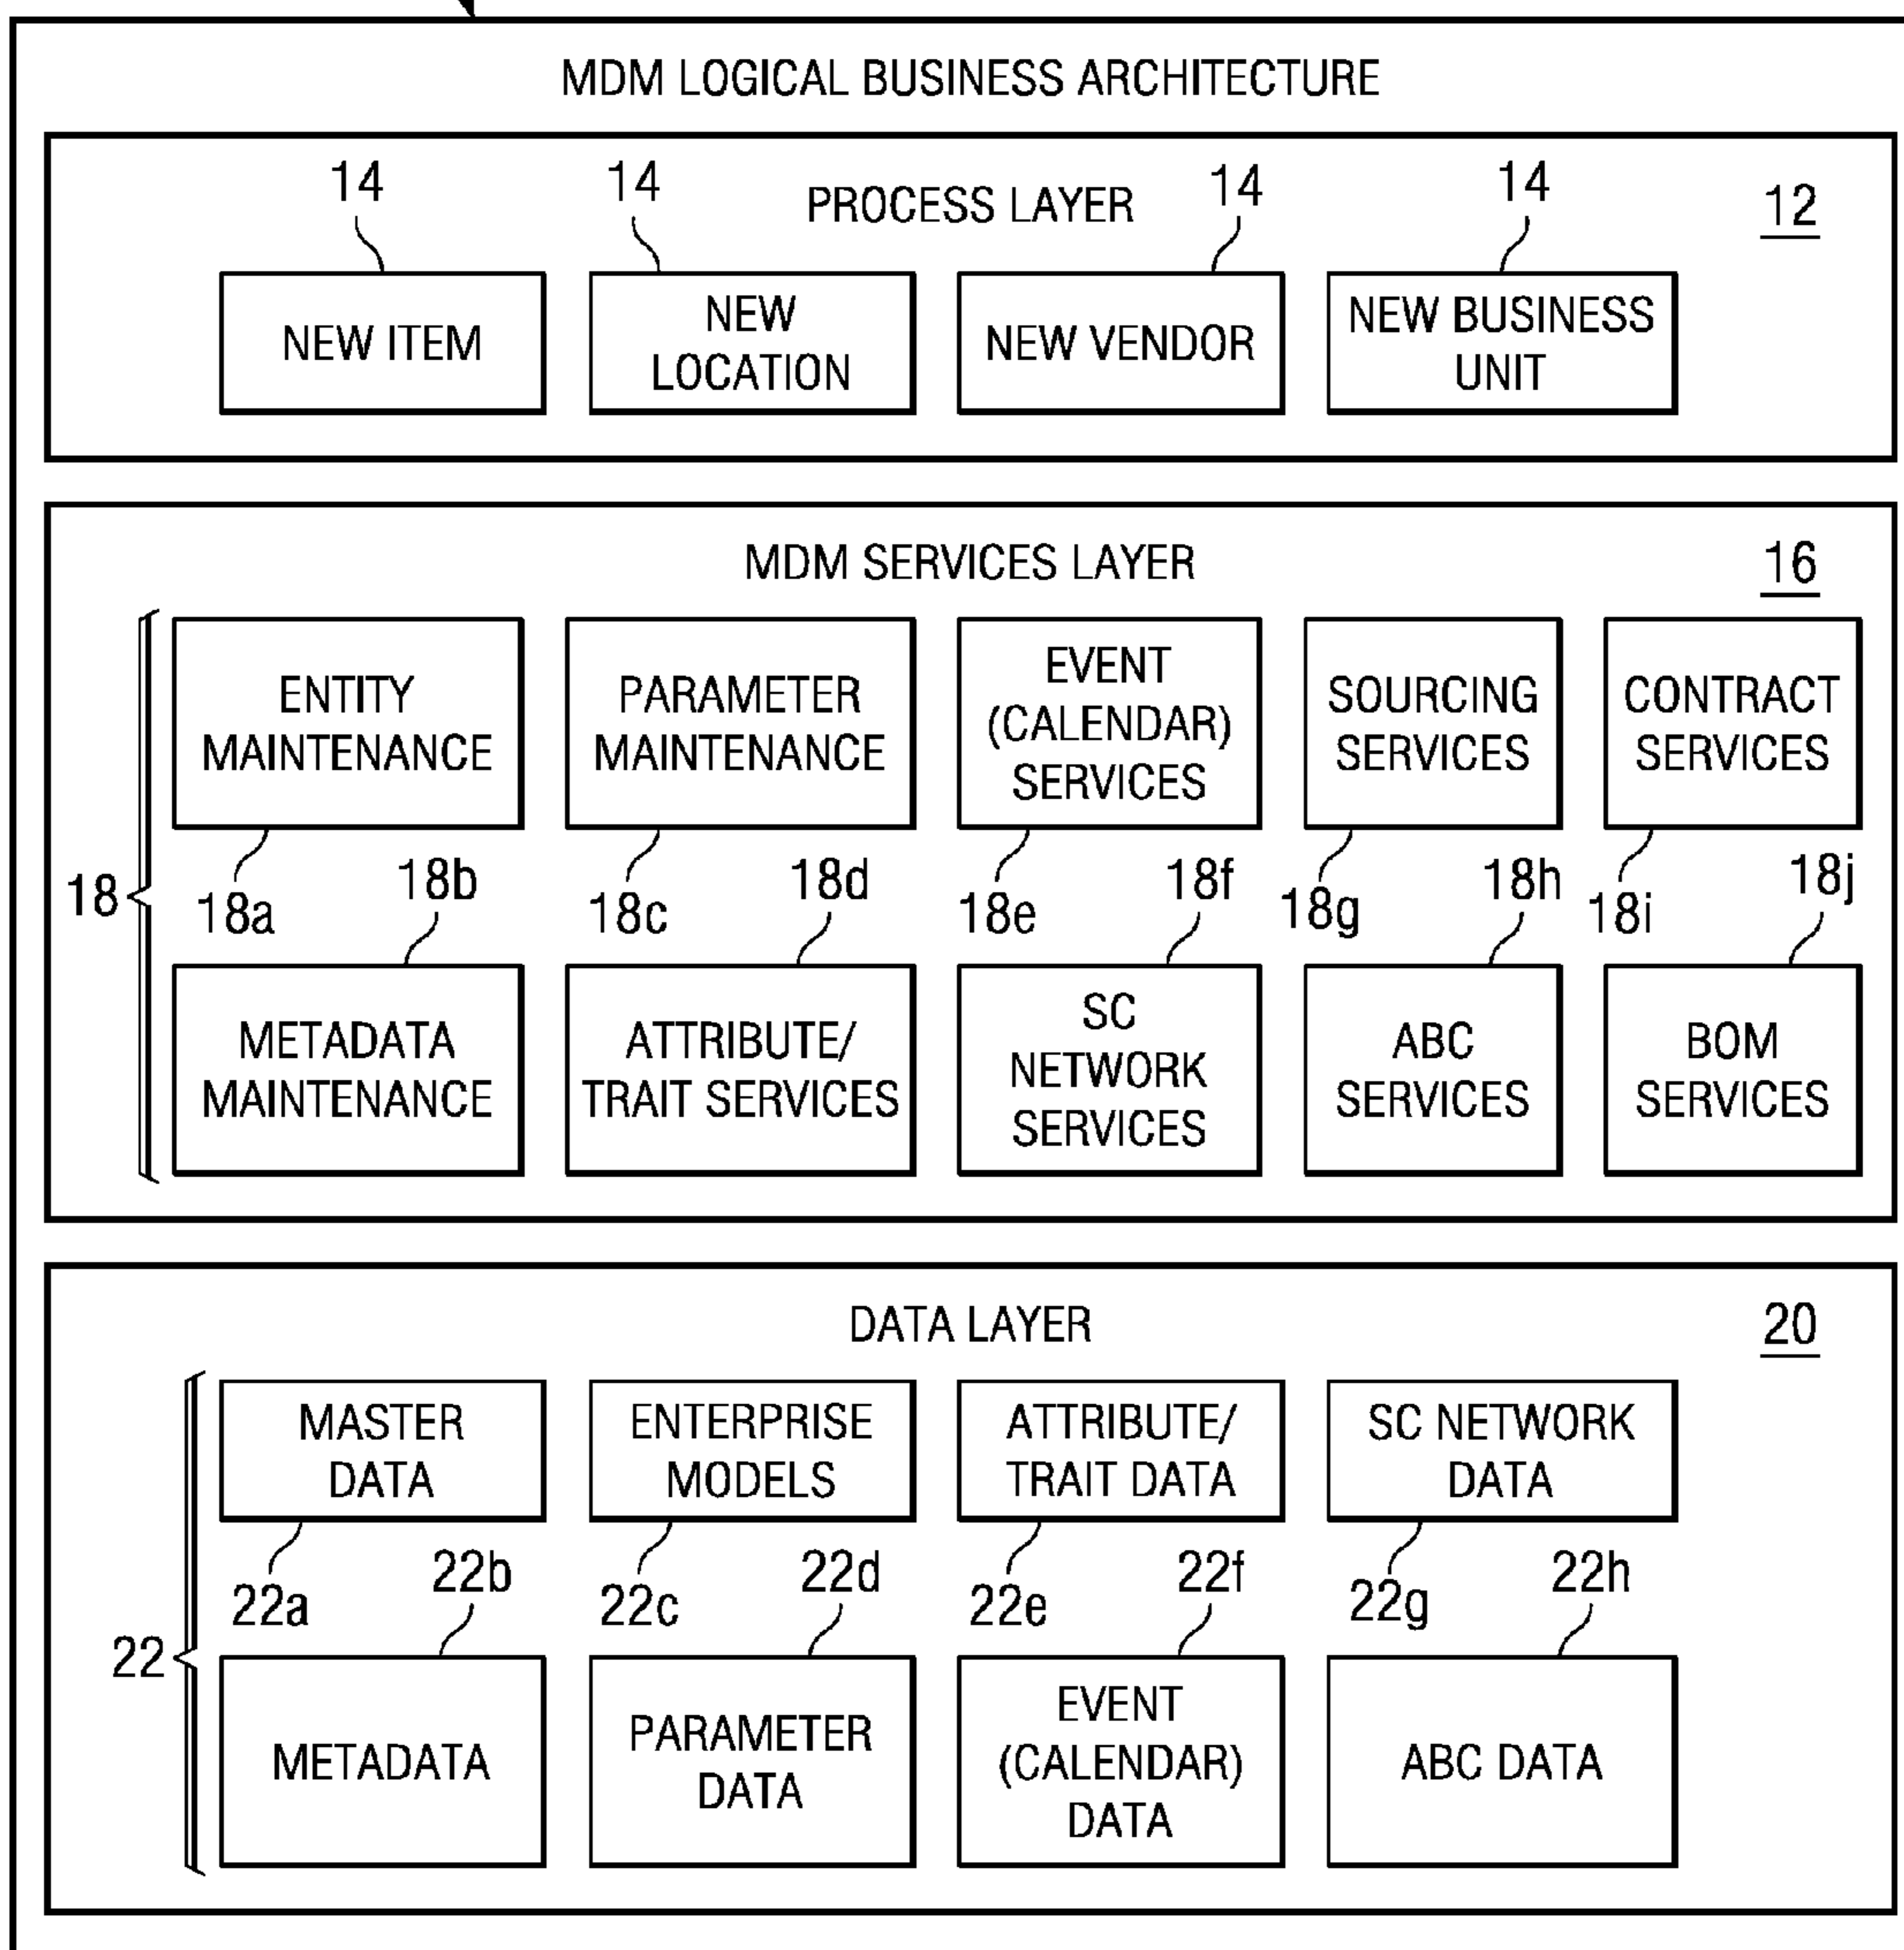 MDM LOGICAL BUSINESS ARCHITECTURE
14
14
PROCESS LAYER
14
14
12
NEW ITEM
NEW
LOCATION
NEW VENDOR
NEW BUSINESS
UNIT
MDM SERVICES LAYER
16
ENTITY
MAINTENANCE
PARAMETER
MAINTENANCE
EVENT
(CALENDAR)
SERVICES
SOURCING
SERVICES
CONTRACT
SERVICES
18
18a
18b
18c
18d
18e
18f
18g
18h
18i
18j
METADATA
MAINTENANCE
ATTRIBUTE/
TRAIT SERVICES
SC
NETWORK
SERVICES
ABC
SERVICES
BOM
SERVICES
DATA LAYER
20
MASTER
DATA
ENTERPRISE
MODELS
ATTRIBUTE/
TRAIT DATA
SC NETWORK
DATA
22
22a
22b
22c
22d
22e
22f
22g
22h
METADATA
PARAMETER
DATA
EVENT
(CALENDAR)
DATA
ABC DATA